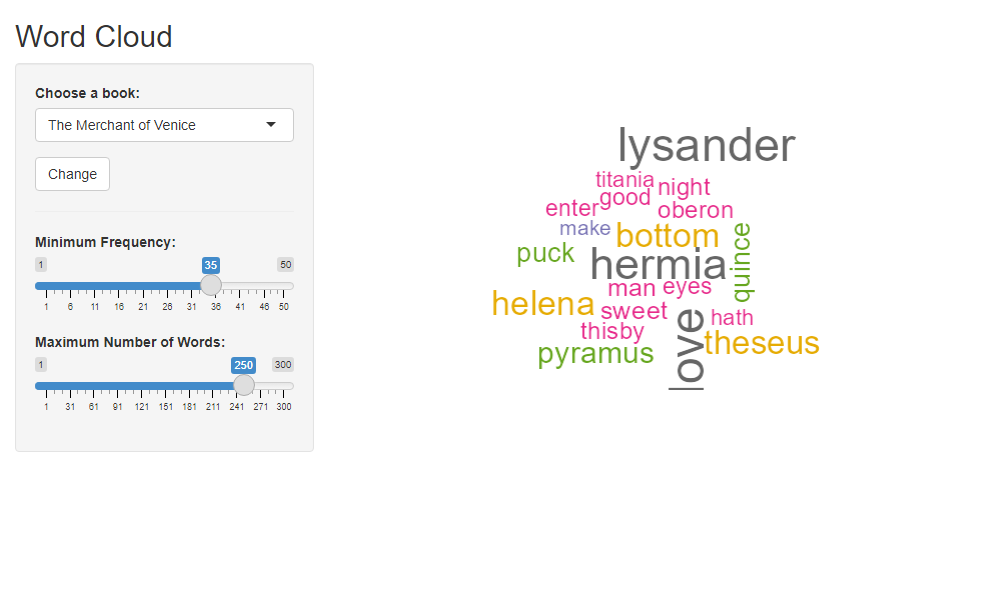 Word Cloud
Choose a book:
The Merchant of Venice
Change
Minimum Frequency:
1 35 50
1 6 11 16 21 26 31 36 41 46 50
Maximum Number of Words:
1 250 300
1 31 61 91 121 151 181 211 241 271 300
lysander
titania
night
good
enter
oberon
make
bottom
quince
puck
hermia
man
eyes
helena
sweet
love
hath
thisby
theseus
pyramus